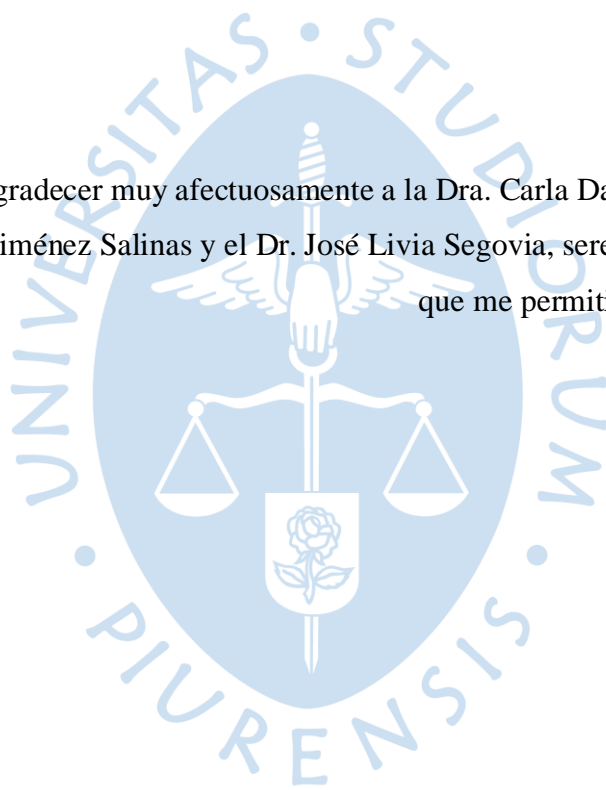 gradecer muy afectuosamente a la Dra. Carla Da
iménez Salinas y el Dr. José Livia Segovia, sere
que me permiti
UNIVERSITAS • STUDIORUM • PIURENSIS •